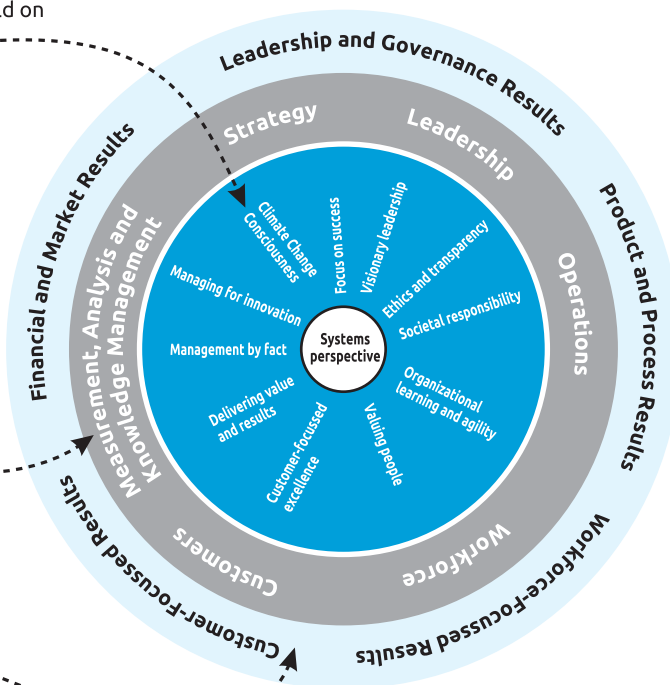 ld on
Leadership and Governance Results
Product and Process Results
Workforce-Focussed Results
Customer-Focussed Results
Financial and Market Results
Strategy
Leadership
Operations
Workforce
Customers
Measurement, Analysis and
Knowledge Management
Climate Change
Consciousness
Focus on success
Visionary leadership
Ethics and transparency
Societal responsibility
Organizational
learning and agility
Valuing people
Customer-focussed
excellence
Delivering value
and results
Management by fact
Managing for innovation
Systems
perspective